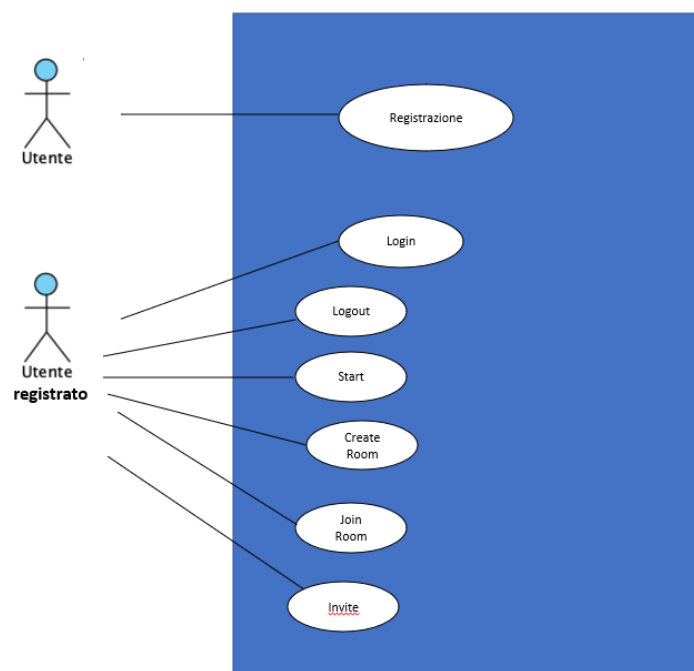 Utente
Registrazione
Login
Logout
Utente
registrato
Start
Create
Room
Join
Room
Invite